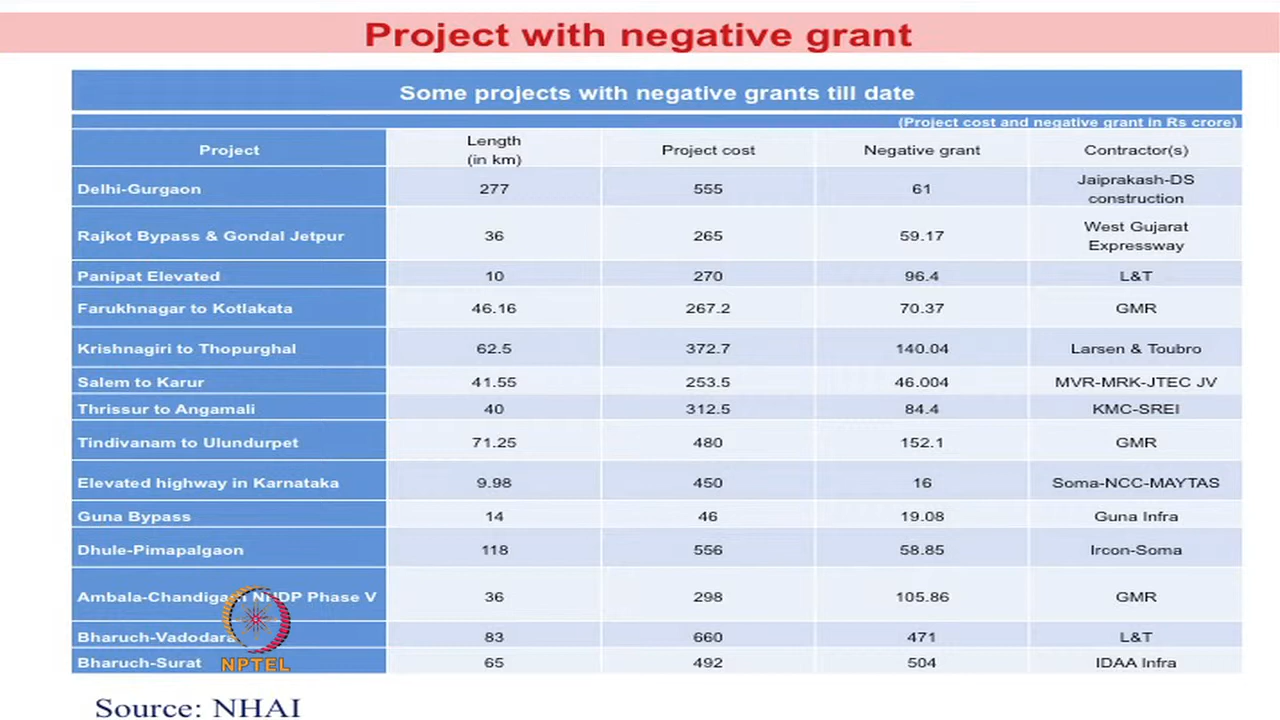 Project with negative grant
Some projects with negative grants till date
(Project cost and negative grant in Rs crore)
Project Length (in km) Project cost Negative grant Contractor(s)
Delhi-Gurgaon 277 555 61 Jaiprakash-DS construction
Rajkot Bypass & Gondal Jetpur 36 265 59.17 West Gujarat Expressway
Panipat Elevated 10 270 96.4 L&T
Farukhnagar to Kotlakata 46.16 267.2 70.37 GMR
Krishnagiri to Thopurghal 62.5 372.7 140.04 Larsen & Toubro
Salem to Karur 41.55 253.5 46.004 MVR-MRK-JTEC JV
Thrissur to Angamali 40 312.5 84.4 KMC-SREI
Tindivanam to Ulundurpet 71.25 480 152.1 GMR
Elevated highway in Karnataka 9.98 450 16 Soma-NCC-MAYTAS
Guna Bypass 14 46 19.08 Guna Infra
Dhule-Pimapalgaon 118 556 58.85 Ircon-Soma
Ambala-Chandigarh NHDP Phase V 36 298 105.86 GMR
Bharuch-Vadodara 83 660 471 L&T
Bharuch-Surat 65 492 504 IDAA Infra
NPTEL
Source: NHAI